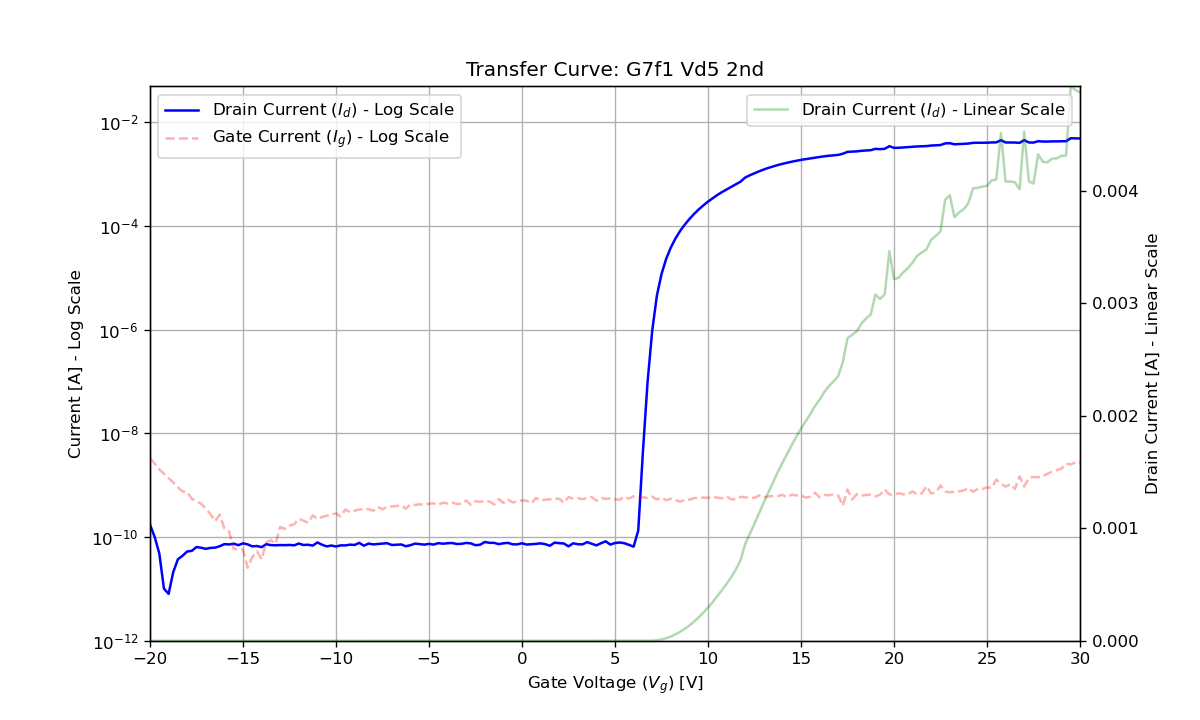 Transfer Curve: G7f1 Vd5 2nd
Drain Current (I_d) - Log Scale
Gate Current (I_g) - Log Scale
Drain Current (I_d) - Linear Scale
10^−2
10^−4
10^−6
10^−8
10^−10
10^−12
Current [A] - Log Scale
0.004
0.003
0.002
0.001
0.000
Drain Current [A] - Linear Scale
−20 −15 −10 −5 0 5 10 15 20 25 30
Gate Voltage (V_g) [V]